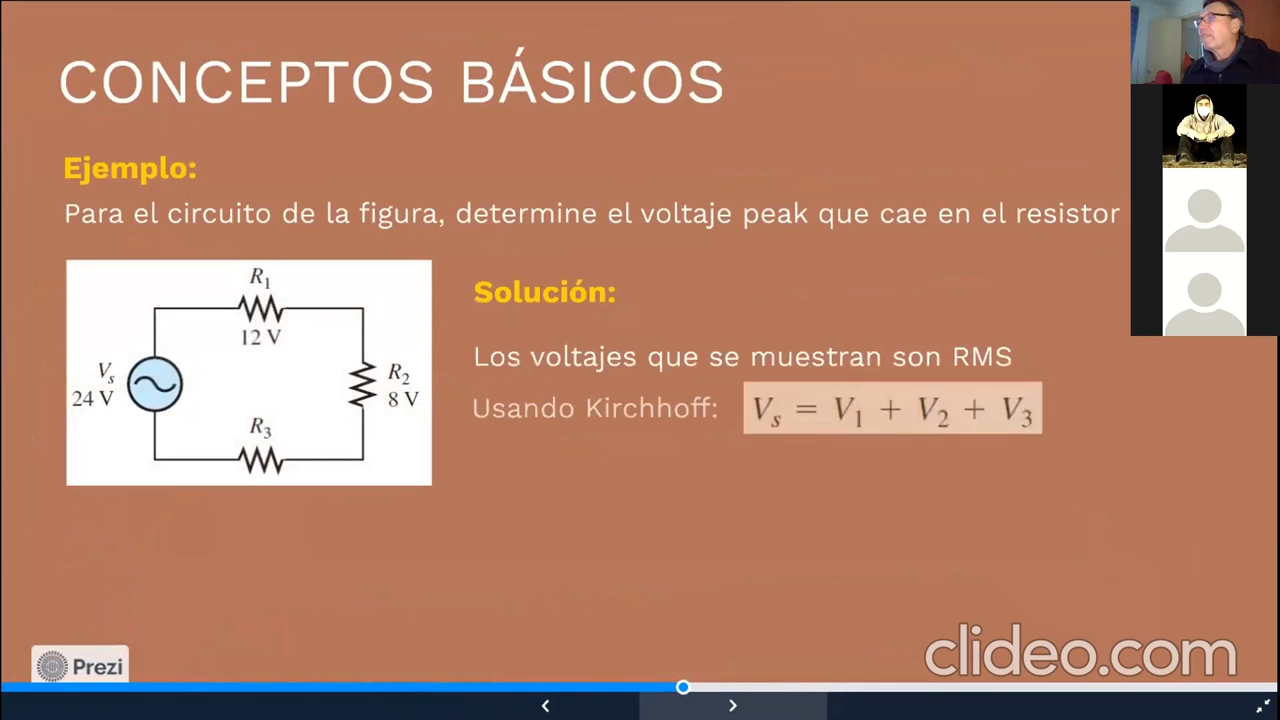 CONCEPTOS BÁSICOS
Ejemplo:
Para el circuito de la figura, determine el voltaje peak que cae en el resistor
R1
12 V
Vs
24 V
R2
8 V
R3
Solución:
Los voltajes que se muestran son RMS
Usando Kirchhoff: Vs = V1 + V2 + V3
Prezi
clideo.com